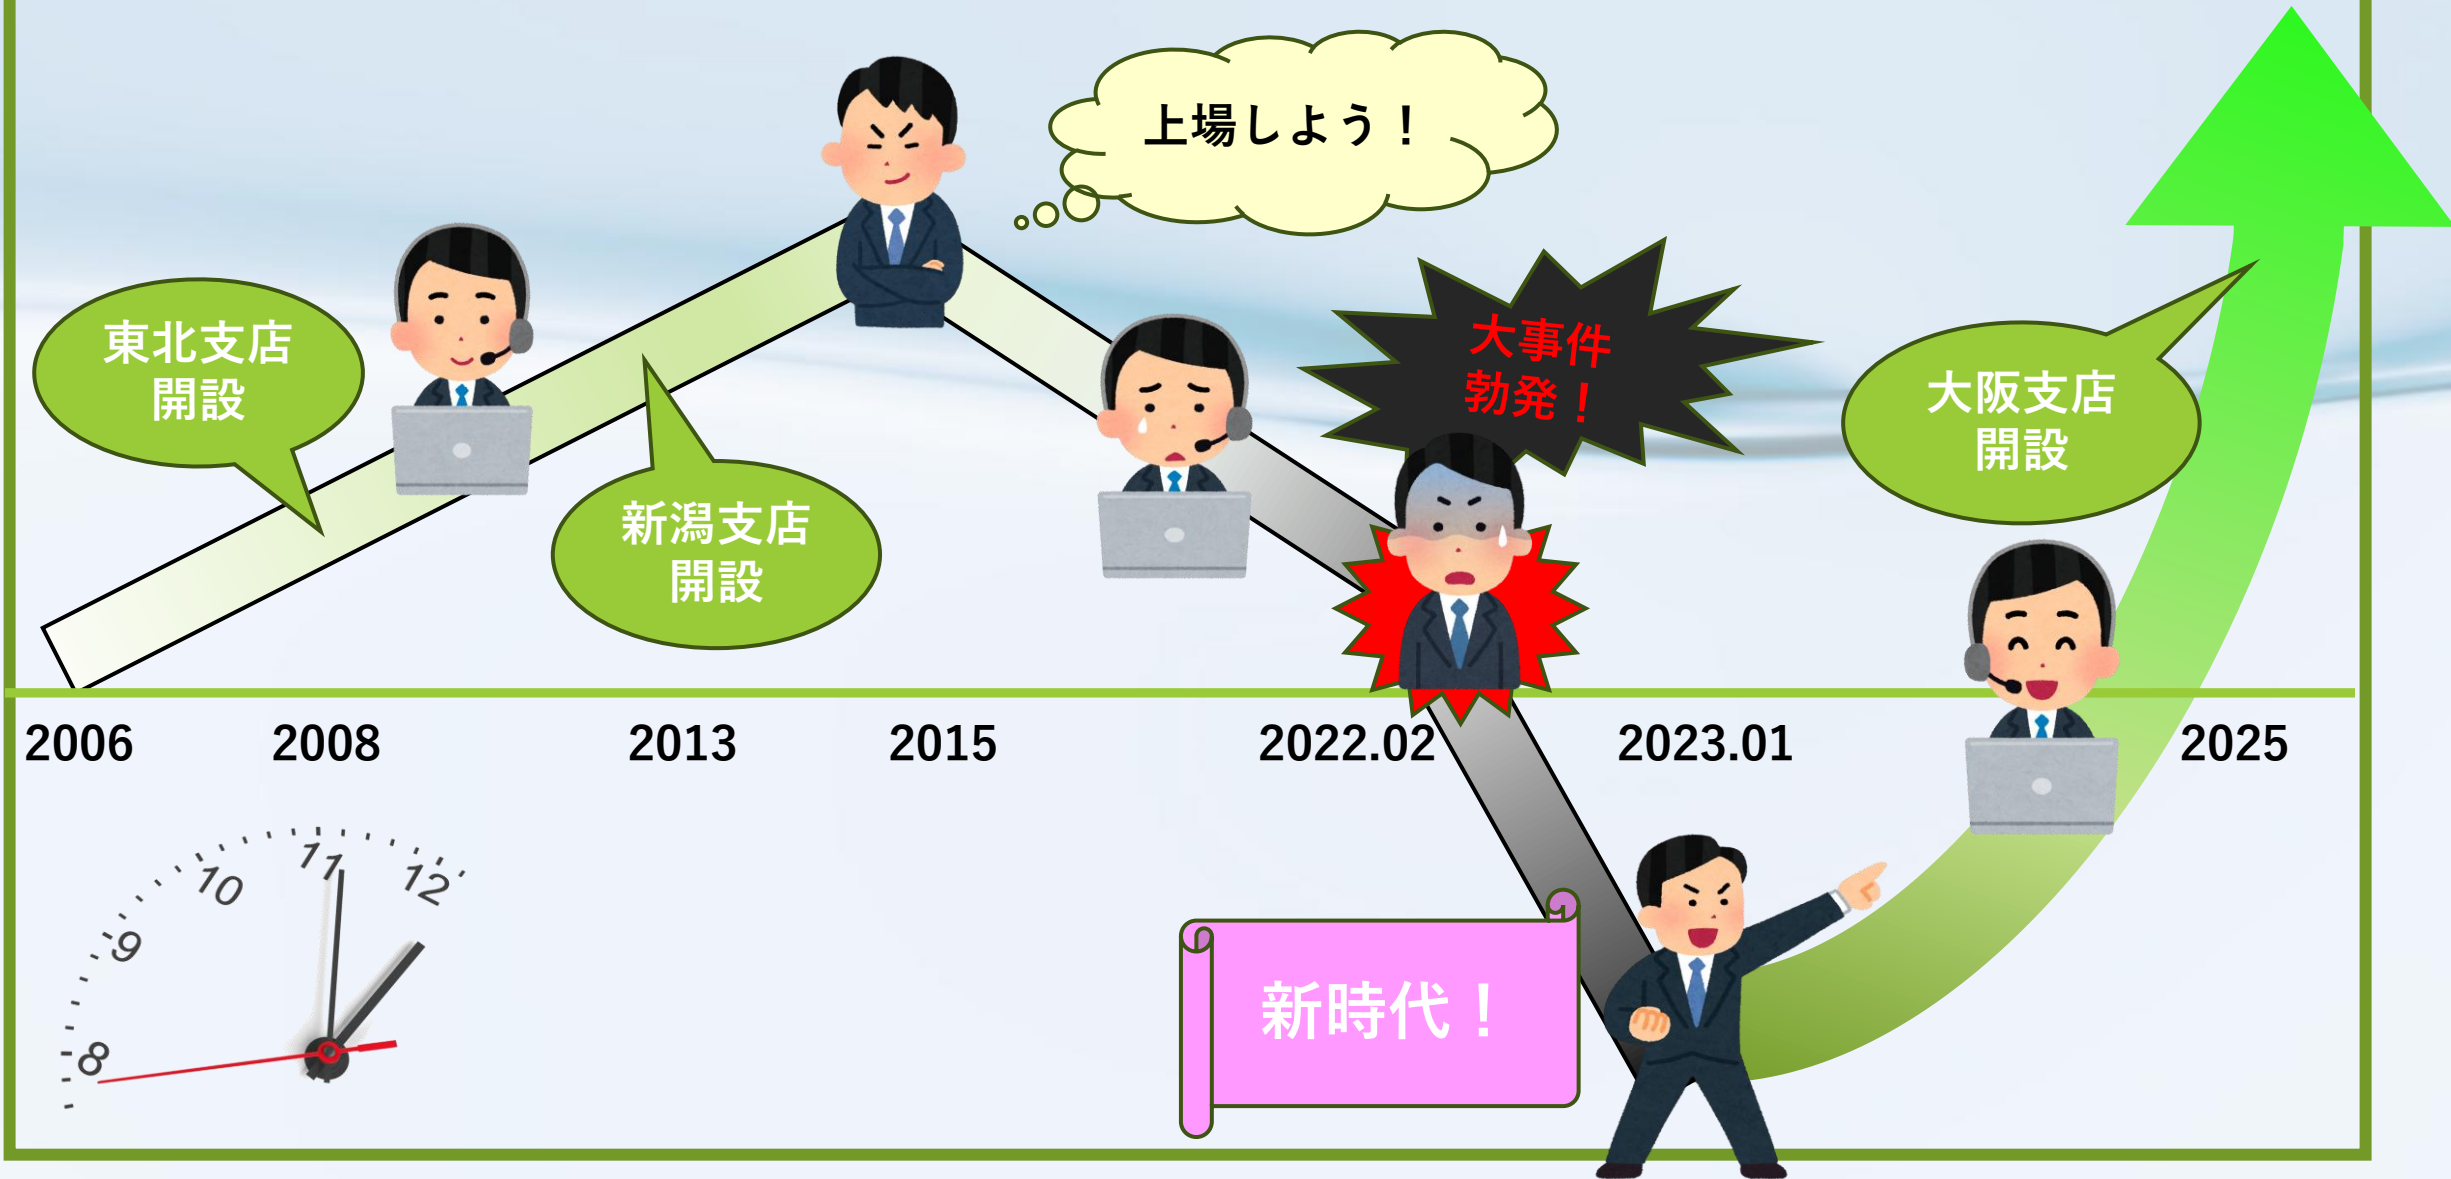 上場しよう！
東北支店
開設
大事件
勃発！
大阪支店
開設
新潟支店
開設
2006
2008
2013
2015
2022.02
2023.01
2025
11
12
10
9
8
新時代！